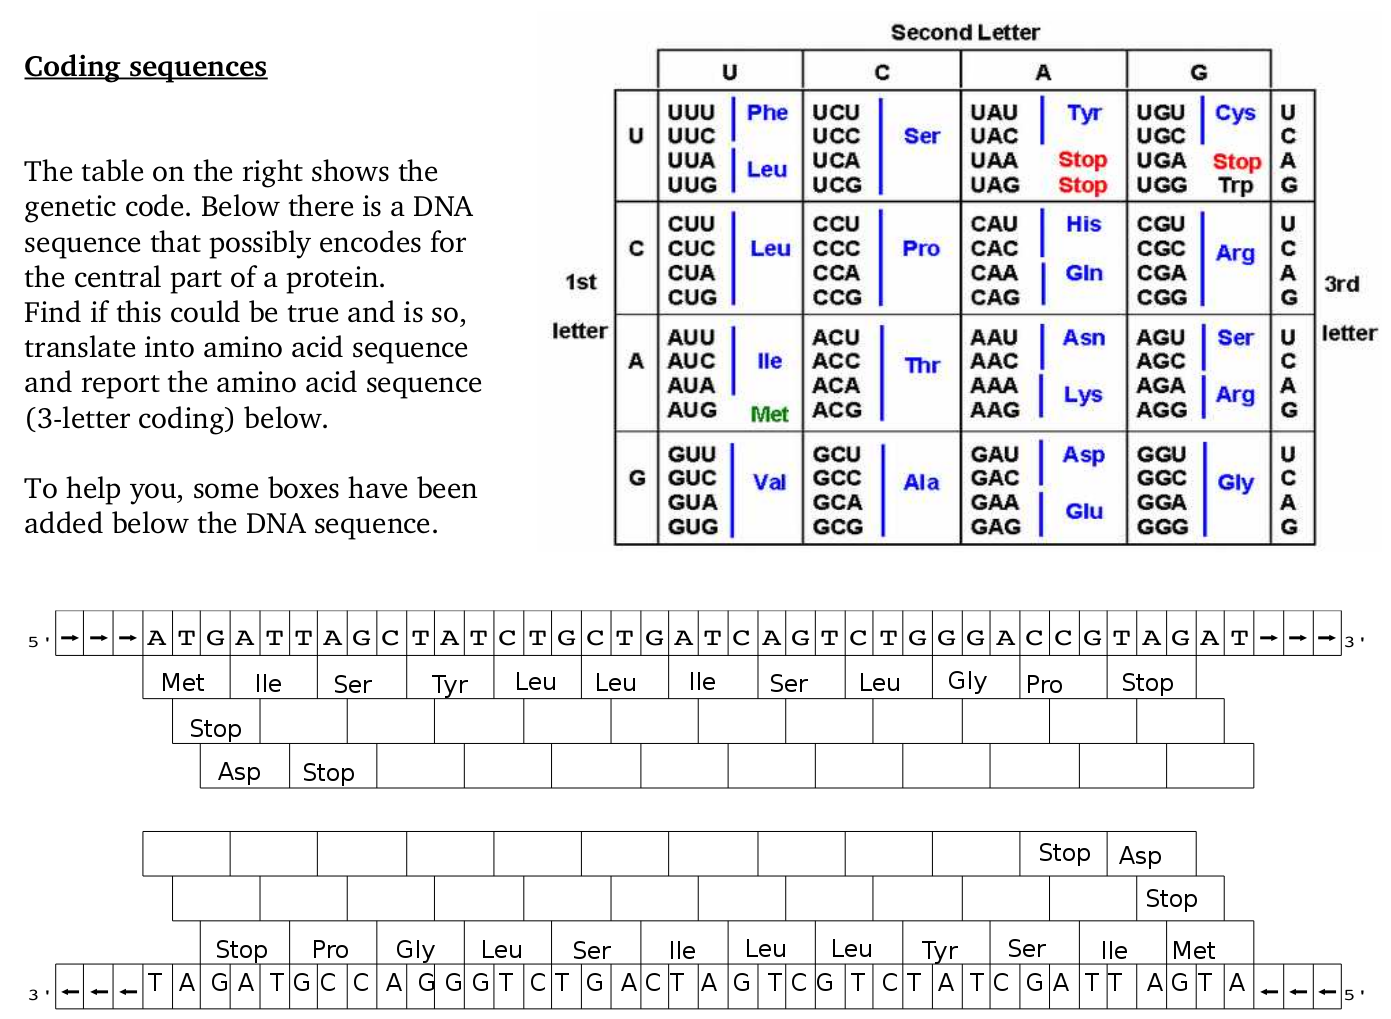 Coding sequences
The table on the right shows the
genetic code. Below there is a DNA
sequence that possibly encodes for
the central part of a protein.
Find if this could be true and is so,
translate into amino acid sequence
and report the amino acid sequence
(3-letter coding) below.
To help you, some boxes have been
added below the DNA sequence.
Second Letter
U C A G
1st
letter
3rd
letter
U UUU Phe UCU Ser UAU Tyr UGU Cys U
UUC UCC UAC UGC C
UUA Leu UCA UAA Stop UGA Stop A
UUG UCG UAG Stop UGG Trp G
C CUU Leu CCU Pro CAU His CGU Arg U
CUC CCC CAC CGC C
CUA CCA CAA Gln CGA A
CUG CCG CAG CGG G
A AUU Ile ACU Thr AAU Asn AGU Ser U
AUC ACC AAC AGC C
AUA ACA AAA Lys AGA Arg A
AUG Met ACG AAG AGG G
G GUU Val GCU Ala GAU Asp GGU Gly U
GUC GCC GAC GGC C
GUA GCA GAA Glu GGA A
GUG GCG GAG GGG G
5' → → → A T G A T T A G C T A T C T G C T G A T C A G T C T G G G A C C G T A G A T → → → 3'
Met Ile Ser Tyr Leu Leu Ile Ser Leu Gly Pro Stop
Stop
Asp Stop
Stop Asp
Stop
Stop Pro Gly Leu Ser Ile Leu Leu Tyr Ser Ile Met
3' ← ← ← T A G A T G C C A G G G T C T G A C T A G T C G T C T A T C G A T T A G T A ← ← ← 5'